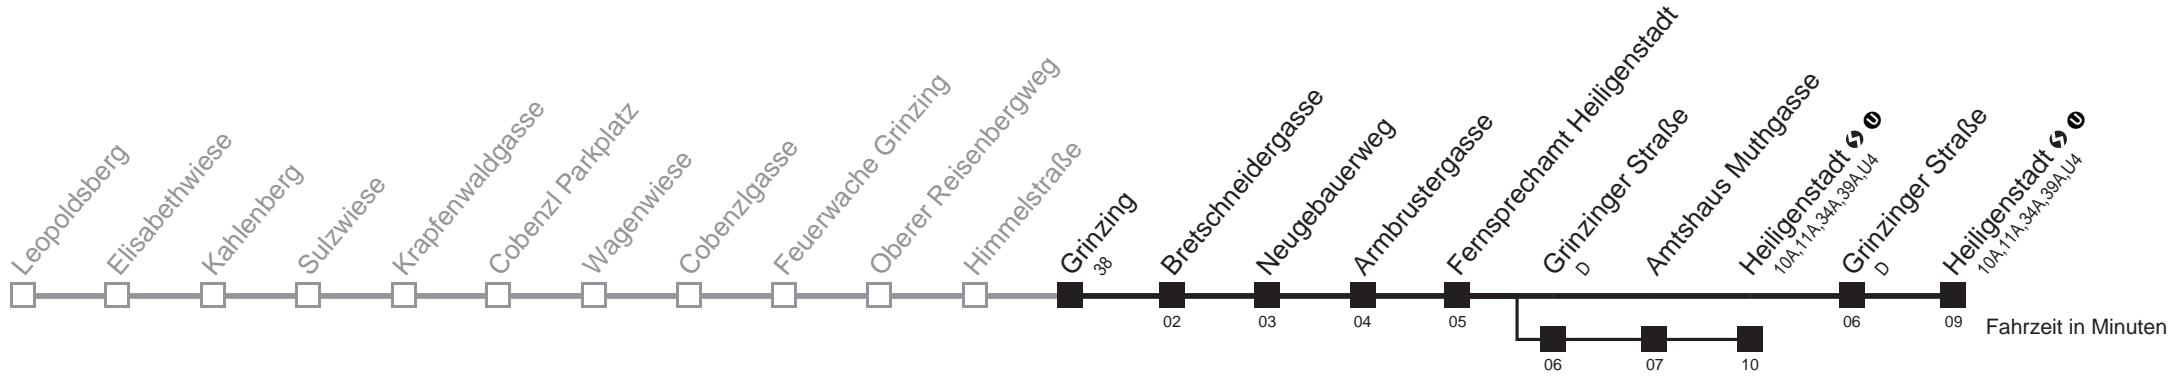 Leopoldsberg
Elisabethwiese
Kahlenberg
Sulzwiese
Krapfenwaldgasse
Cobenzl Parkplatz
Wagenwiese
Cobenzlgasse
Feuerwache Grinzing
Oberer Reisenbergweg
Himmelstraße
Grinzing
38
Bretschneidergasse
02
Neugebauerweg
03
Armbrustergasse
04
Fernsprechamt Heiligenstadt
05
Grinzinger Straße
D
06
Amtshaus Muthgasse
07
Heiligenstadt S U
10A,11A,34A,39A,U4
10
Grinzinger Straße
D
06
Heiligenstadt S U
10A,11A,34A,39A,U4
09
Fahrzeit in Minuten